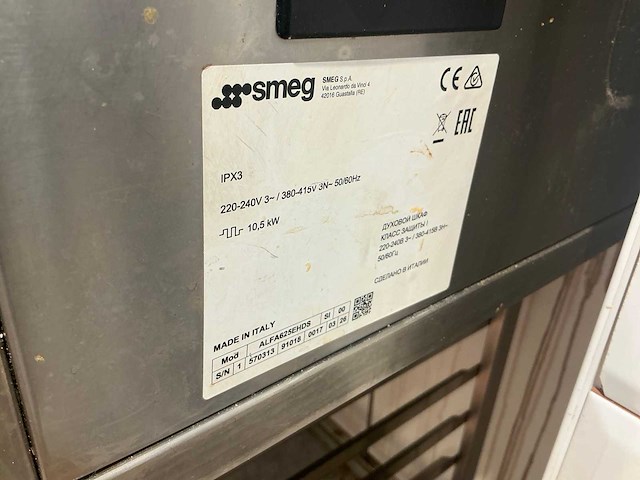 smeg
SMEG S.p.A.
Via Leonardo da Vinci 4
42016 Guastalla (RE)
CE
EAC
IPX3
220-240V 3~ / 380-415V 3N~ 50/60Hz
10,5 kW
ДУХОВОЙ ШКАФ
КЛАСС ЗАЩИТЫ I
220-240В 3~ / 380-415В 3Н~
50/60Гц
СДЕЛАНО В ИТАЛИИ
MADE IN ITALY
Mod ALFA625EHDS SI 00
S/N 1 570313 91018 0017 03 26